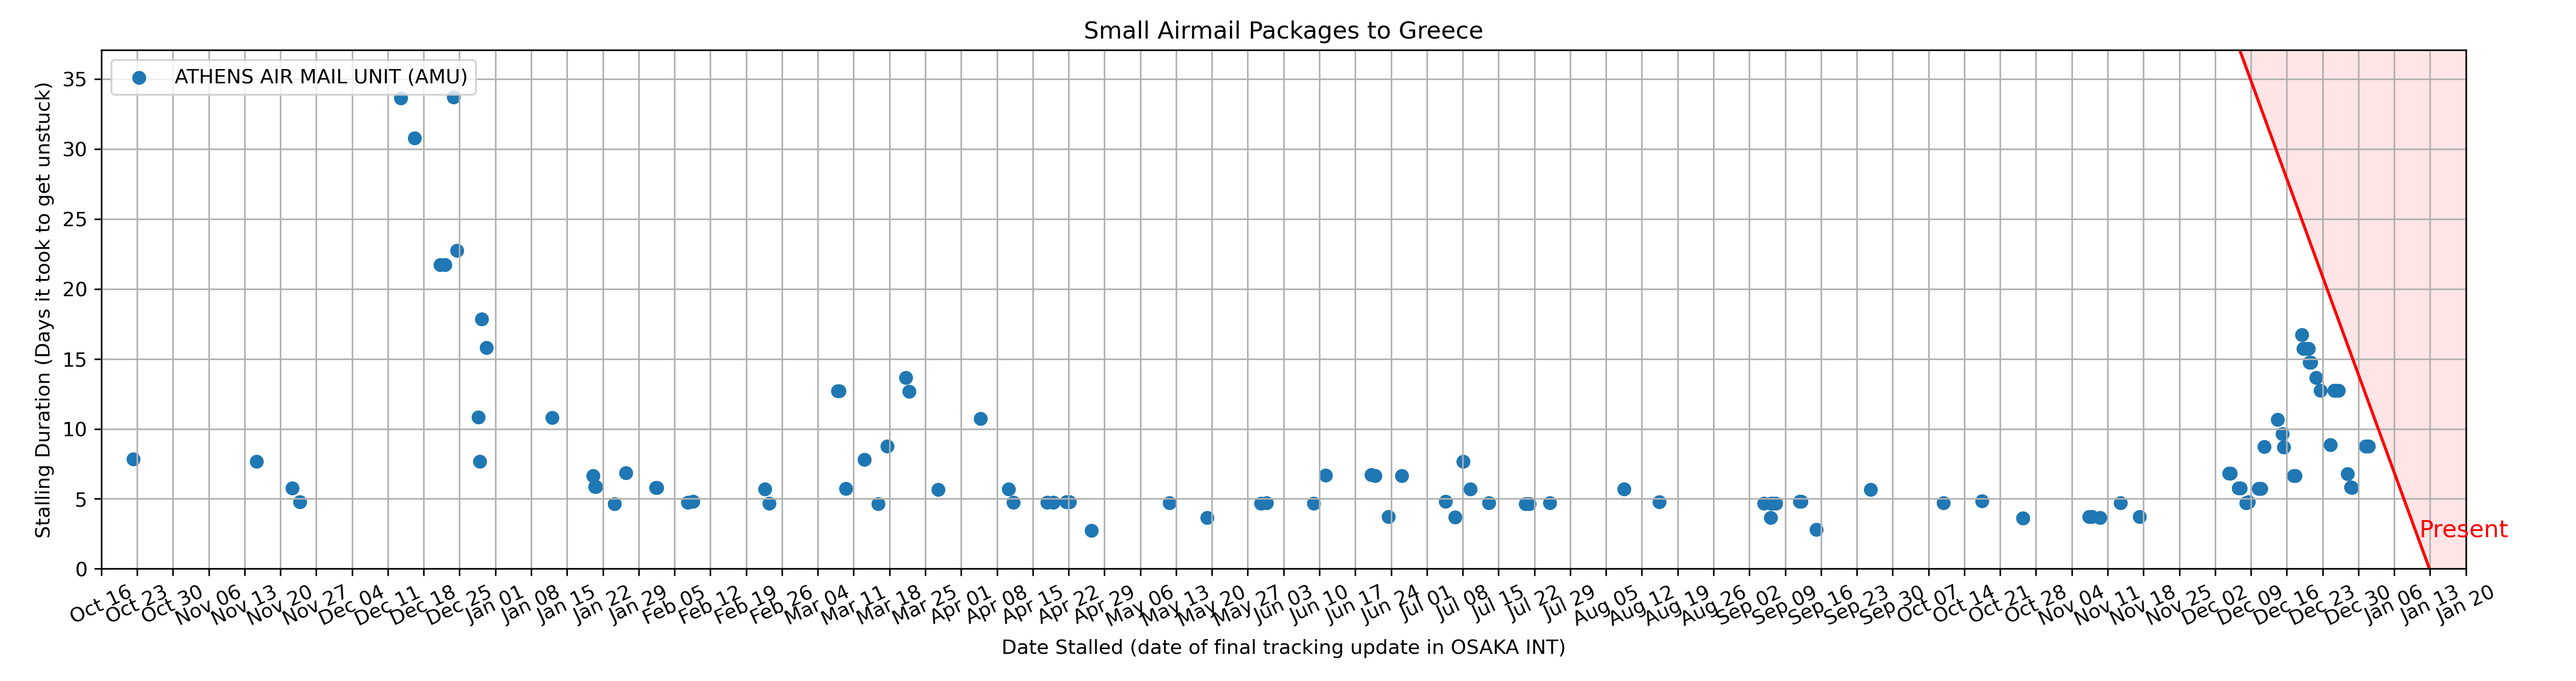 Small Airmail Packages to Greece
ATHENS AIR MAIL UNIT (AMU)
Stalling Duration (Days it took to get unstuck)
35
30
25
20
15
10
5
0
Present
Oct 16 Oct 23 Oct 30 Nov 06 Nov 13 Nov 20 Nov 27 Dec 04 Dec 11 Dec 18 Dec 25 Jan 01 Jan 08 Jan 15 Jan 22 Jan 29 Feb 05 Feb 12 Feb 19 Feb 26 Mar 04 Mar 11 Mar 18 Mar 25 Apr 01 Apr 08 Apr 15 Apr 22 Apr 29 May 06 May 13 May 20 May 27 Jun 03 Jun 10 Jun 17 Jun 24 Jul 01 Jul 08 Jul 15 Jul 22 Jul 29 Aug 05 Aug 12 Aug 19 Aug 26 Sep 02 Sep 09 Sep 16 Sep 23 Sep 30 Oct 07 Oct 14 Oct 21 Oct 28 Nov 04 Nov 11 Nov 18 Nov 25 Dec 02 Dec 09 Dec 16 Dec 23 Dec 30 Jan 06 Jan 13 Jan 20
Date Stalled (date of final tracking update in OSAKA INT)